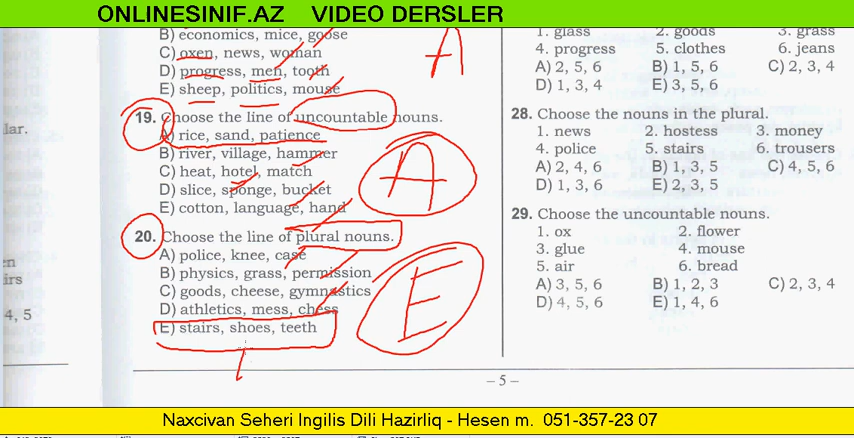 ONLINESINIF.AZ VIDEO DERSLER
B) economics, mice, goose
C) oxen, news, woman
D) progress, men, tooth
E) sheep, politics, mouse
A
19. Choose the line of uncountable nouns.
A) rice, sand, patience
B) river, village, hammer
C) heat, hotel, match
D) slice, sponge, bucket
E) cotton, language, hand
A
20. Choose the line of plural nouns.
A) police, knee, case
B) physics, grass, permission
C) goods, cheese, gymnastics
D) athletics, mess, chess
E) stairs, shoes, teeth
E
lar.
en
irs
4, 5
1. glass 2. goods 3. grass
4. progress 5. clothes 6. jeans
A) 2, 5, 6 B) 1, 5, 6 C) 2, 3, 4
D) 1, 3, 4 E) 3, 5, 6
28. Choose the nouns in the plural.
1. news 2. hostess 3. money
4. police 5. stairs 6. trousers
A) 2, 4, 6 B) 1, 3, 5 C) 4, 5, 6
D) 1, 3, 6 E) 2, 3, 5
29. Choose the uncountable nouns.
1. ox 2. flower
3. glue 4. mouse
5. air 6. bread
A) 3, 5, 6 B) 1, 2, 3 C) 2, 3, 4
D) 4, 5, 6 E) 1, 4, 6
– 5 –
Naxcivan Seheri Ingilis Dili Hazirliq - Hesen m. 051-357-23 07